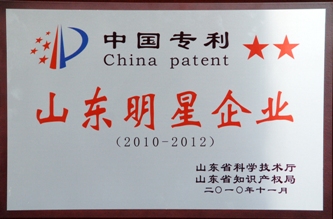 中国专利
China patent
山东明星企业
(2010-2012)
山东省科学技术厅
山东省知识产权局
二〇一〇年十一月